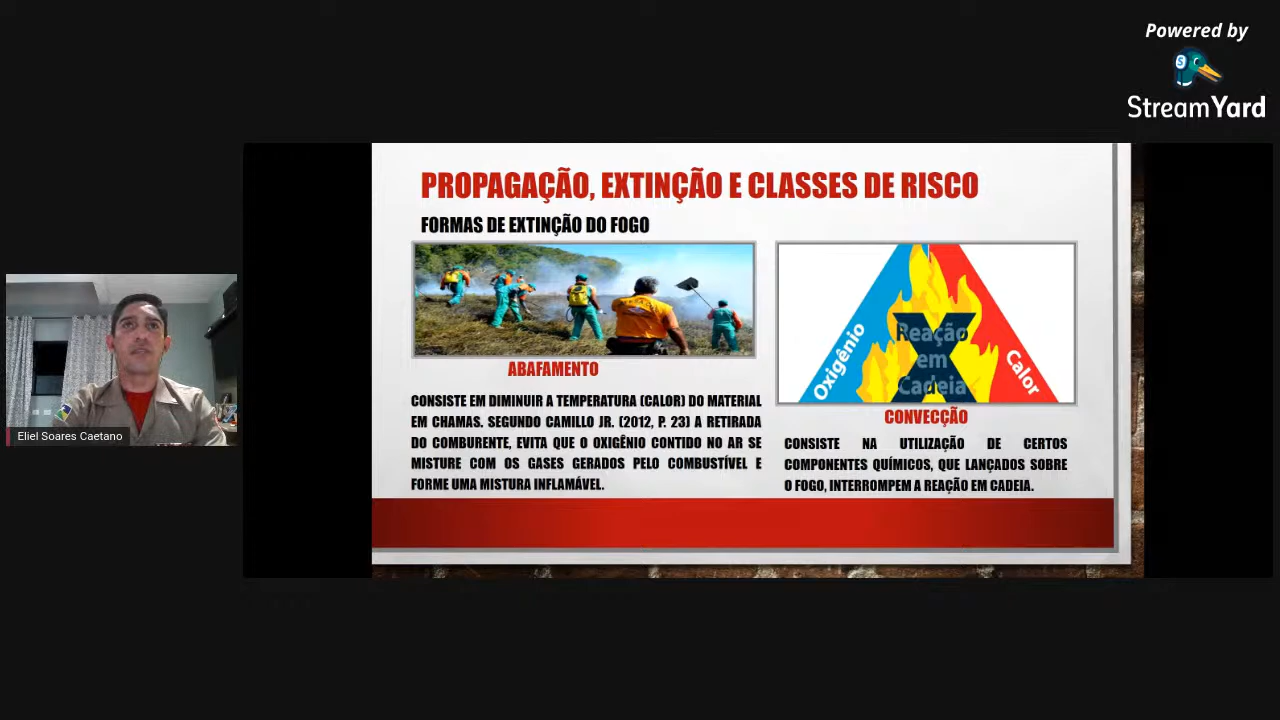 Powered by
StreamYard
PROPAGAÇÃO, EXTINÇÃO E CLASSES DE RISCO
FORMAS DE EXTINÇÃO DO FOGO
ABAFAMENTO
CONSISTE EM DIMINUIR A TEMPERATURA (CALOR) DO MATERIAL
EM CHAMAS. SEGUNDO CAMILLO JR. (2012, P. 23) A RETIRADA
DO COMBURENTE, EVITA QUE O OXIGÊNIO CONTIDO NO AR SE
MISTURE COM OS GASES GERADOS PELO COMBUSTÍVEL E
FORME UMA MISTURA INFLAMÁVEL.
Oxigênio
Reação
em
Cadeia
X
Calor
CONVECÇÃO
CONSISTE NA UTILIZAÇÃO DE CERTOS
COMPONENTES QUÍMICOS, QUE LANÇADOS SOBRE
O FOGO, INTERROMPEM A REAÇÃO EM CADEIA.
Eliel Soares Caetano